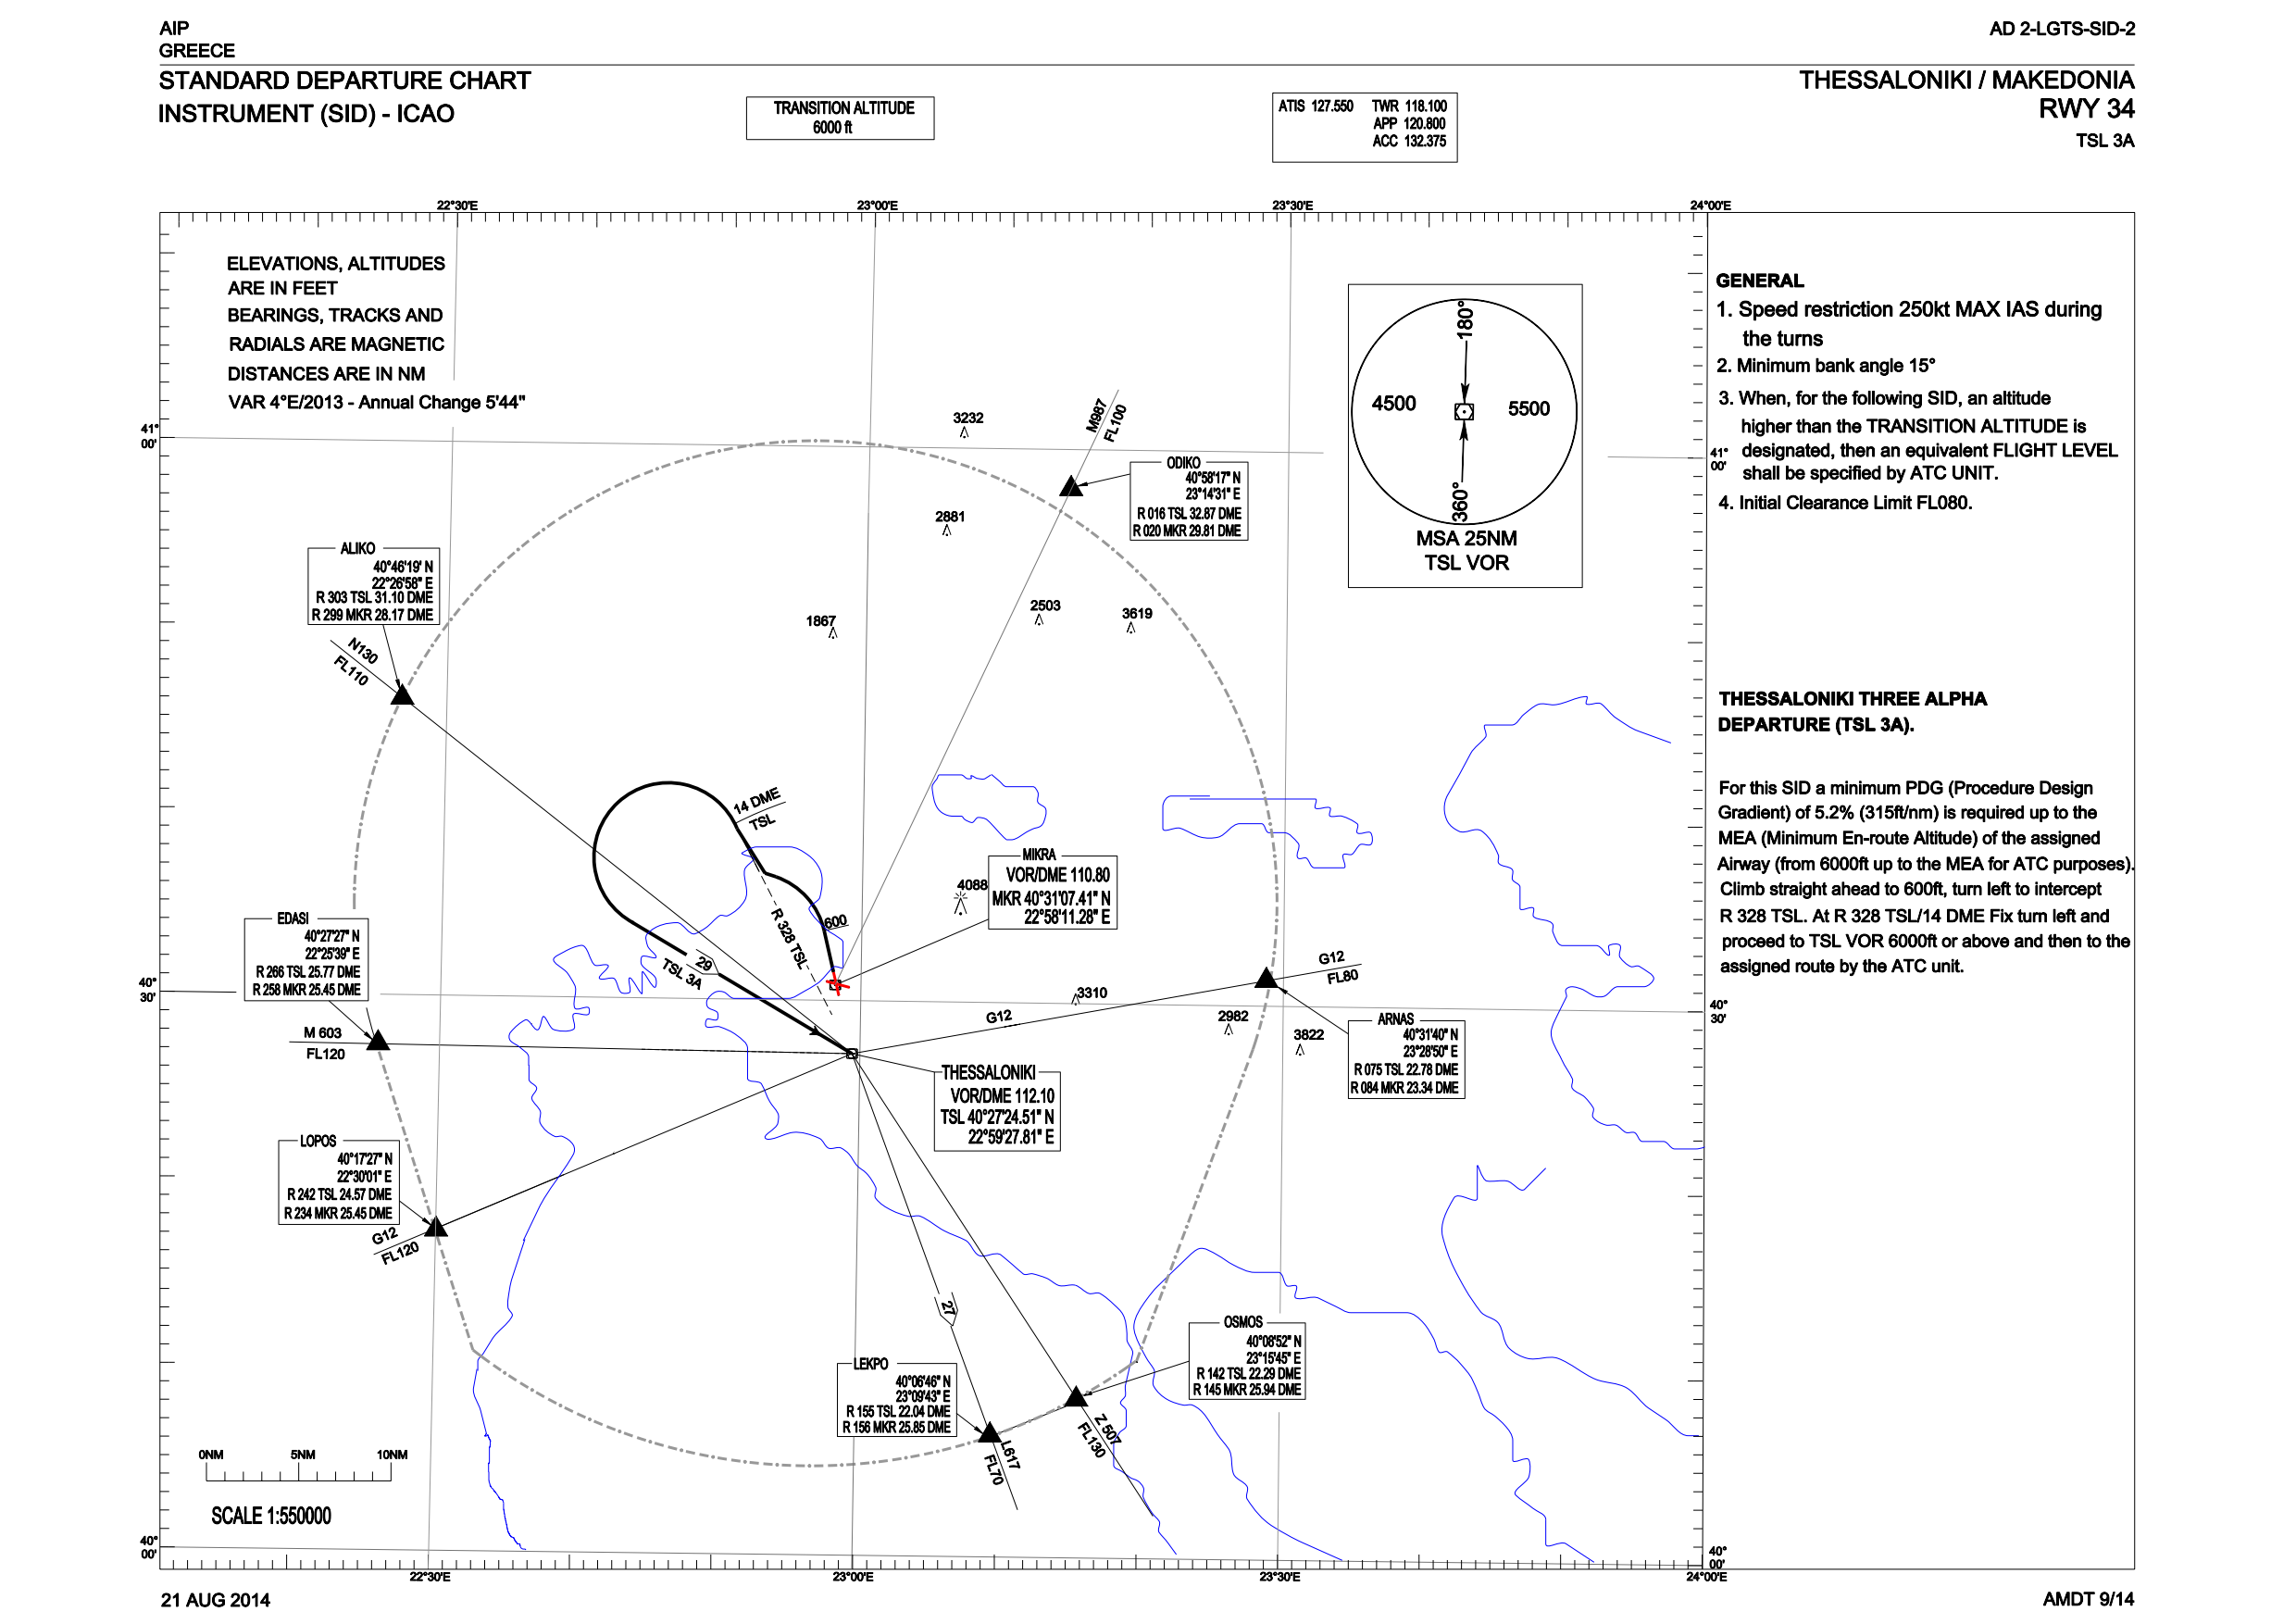 AIP
GREECE
AD 2-LGTS-SID-2
STANDARD DEPARTURE CHART
INSTRUMENT (SID) - ICAO
TRANSITION ALTITUDE
6000 ft
ATIS 127.550 TWR 118.100
APP 120.800
ACC 132.375
THESSALONIKI / MAKEDONIA
RWY 34
TSL 3A
22°30'E
23°00'E
23°30'E
24°00'E
ELEVATIONS, ALTITUDES
ARE IN FEET
BEARINGS, TRACKS AND
RADIALS ARE MAGNETIC
DISTANCES ARE IN NM
VAR 4°E/2013 - Annual Change 5'44"
180°
4500
5500
360°
MSA 25NM
TSL VOR
GENERAL
1. Speed restriction 250kt MAX IAS during
the turns
2. Minimum bank angle 15°
3. When, for the following SID, an altitude
higher than the TRANSITION ALTITUDE is
designated, then an equivalent FLIGHT LEVEL
shall be specified by ATC UNIT.
4. Initial Clearance Limit FL080.
41°
00'
41°
00'
3232
M987
FL100
ODIKO
40°58'17" N
23°14'31" E
R 016 TSL 32.87 DME
R 020 MKR 29.81 DME
2881
ALIKO
40°46'19' N
22°26'58" E
R 303 TSL 31.10 DME
R 299 MKR 28.17 DME
N130
FL110
1867
2503
3619
THESSALONIKI THREE ALPHA
DEPARTURE (TSL 3A).
For this SID a minimum PDG (Procedure Design
Gradient) of 5.2% (315ft/nm) is required up to the
MEA (Minimum En-route Altitude) of the assigned
Airway (from 6000ft up to the MEA for ATC purposes).
Climb straight ahead to 600ft, turn left to intercept
R 328 TSL. At R 328 TSL/14 DME Fix turn left and
proceed to TSL VOR 6000ft or above and then to the
assigned route by the ATC unit.
14 DME
TSL
MIKRA
VOR/DME 110.80
MKR 40°31'07.41" N
22°58'11.28" E
4088
600
R 328 TSL
29
TSL 3A
EDASI
40°27'27" N
22°25'39" E
R 266 TSL 25.77 DME
R 258 MKR 25.45 DME
M 603
FL120
40°
30'
40°
30'
G12
FL80
G12
3310
2982
3822
ARNAS
40°31'40" N
23°28'50" E
R 075 TSL 22.78 DME
R 084 MKR 23.34 DME
THESSALONIKI
VOR/DME 112.10
TSL 40°27'24.51" N
22°59'27.81" E
LOPOS
40°17'27" N
22°30'01" E
R 242 TSL 24.57 DME
R 234 MKR 25.45 DME
G12
FL120
27
OSMOS
40°08'52" N
23°15'45" E
R 142 TSL 22.29 DME
R 145 MKR 25.94 DME
LEKPO
40°06'46" N
23°09'43" E
R 155 TSL 22.04 DME
R 156 MKR 25.85 DME
Z 507
FL130
L617
FL70
0NM 5NM 10NM
SCALE 1:550000
40°
00'
40°
00'
22°30'E
23°00'E
23°30'E
24°00'E
21 AUG 2014
AMDT 9/14